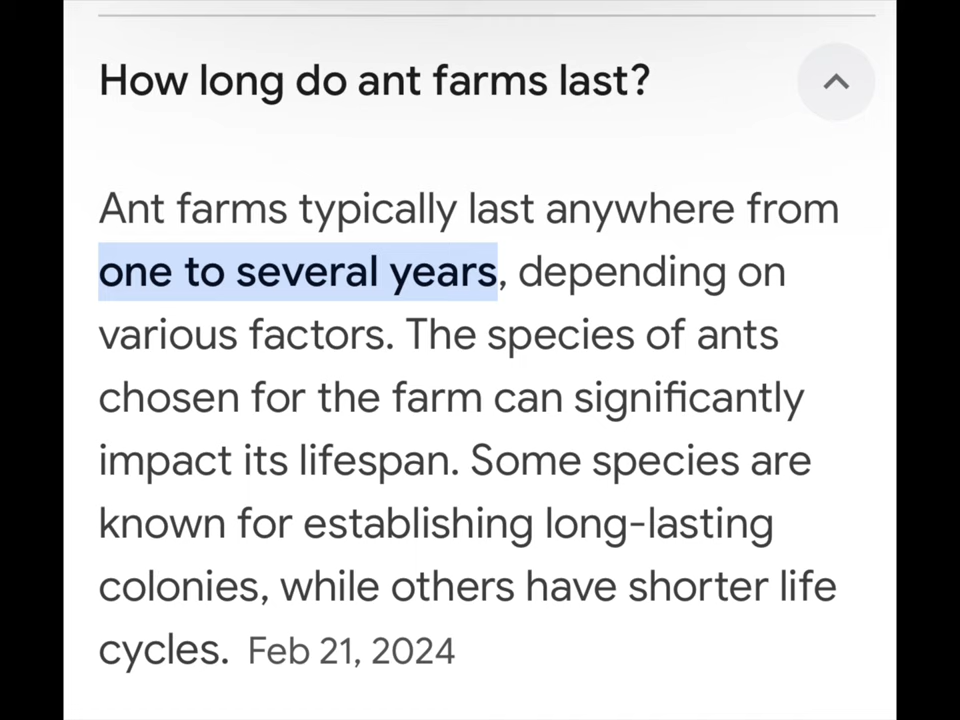 How long do ant farms last?
Ant farms typically last anywhere from
one to several years, depending on
various factors. The species of ants
chosen for the farm can significantly
impact its lifespan. Some species are
known for establishing long-lasting
colonies, while others have shorter life
cycles. Feb 21, 2024